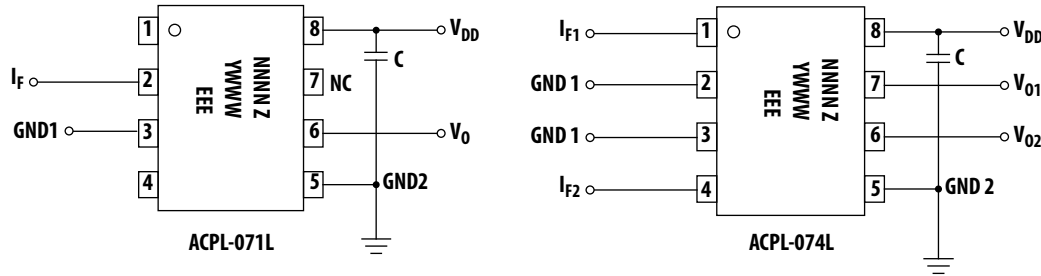 1
8
V_DD
C
I_F
2
NNNN Z
YWWW
EEE
7
NC
GND1
3
6
V_O
4
5
GND2
ACPL-071L
I_F1
1
8
V_DD
C
GND 1
2
NNNN Z
YWWW
EEE
7
V_O1
GND 1
3
6
V_O2
I_F2
4
5
GND 2
ACPL-074L